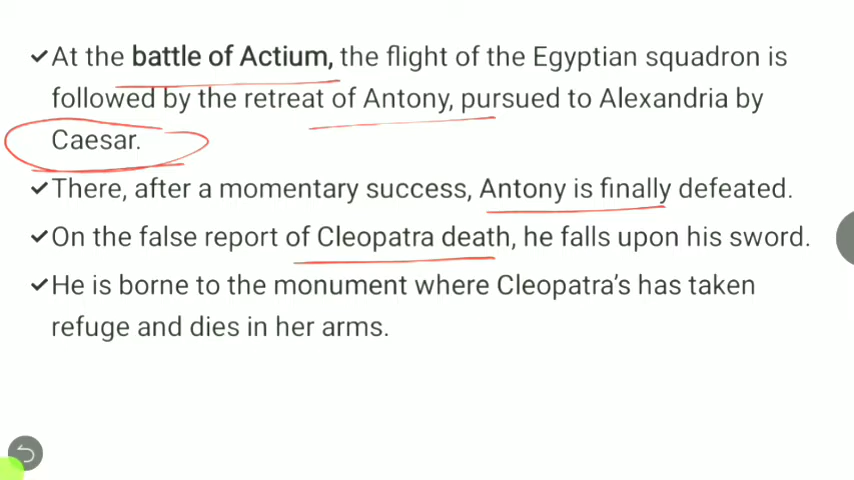 ✓At the battle of Actium, the flight of the Egyptian squadron is
followed by the retreat of Antony, pursued to Alexandria by
Caesar.
✓There, after a momentary success, Antony is finally defeated.
✓On the false report of Cleopatra death, he falls upon his sword.
✓He is borne to the monument where Cleopatra's has taken
refuge and dies in her arms.